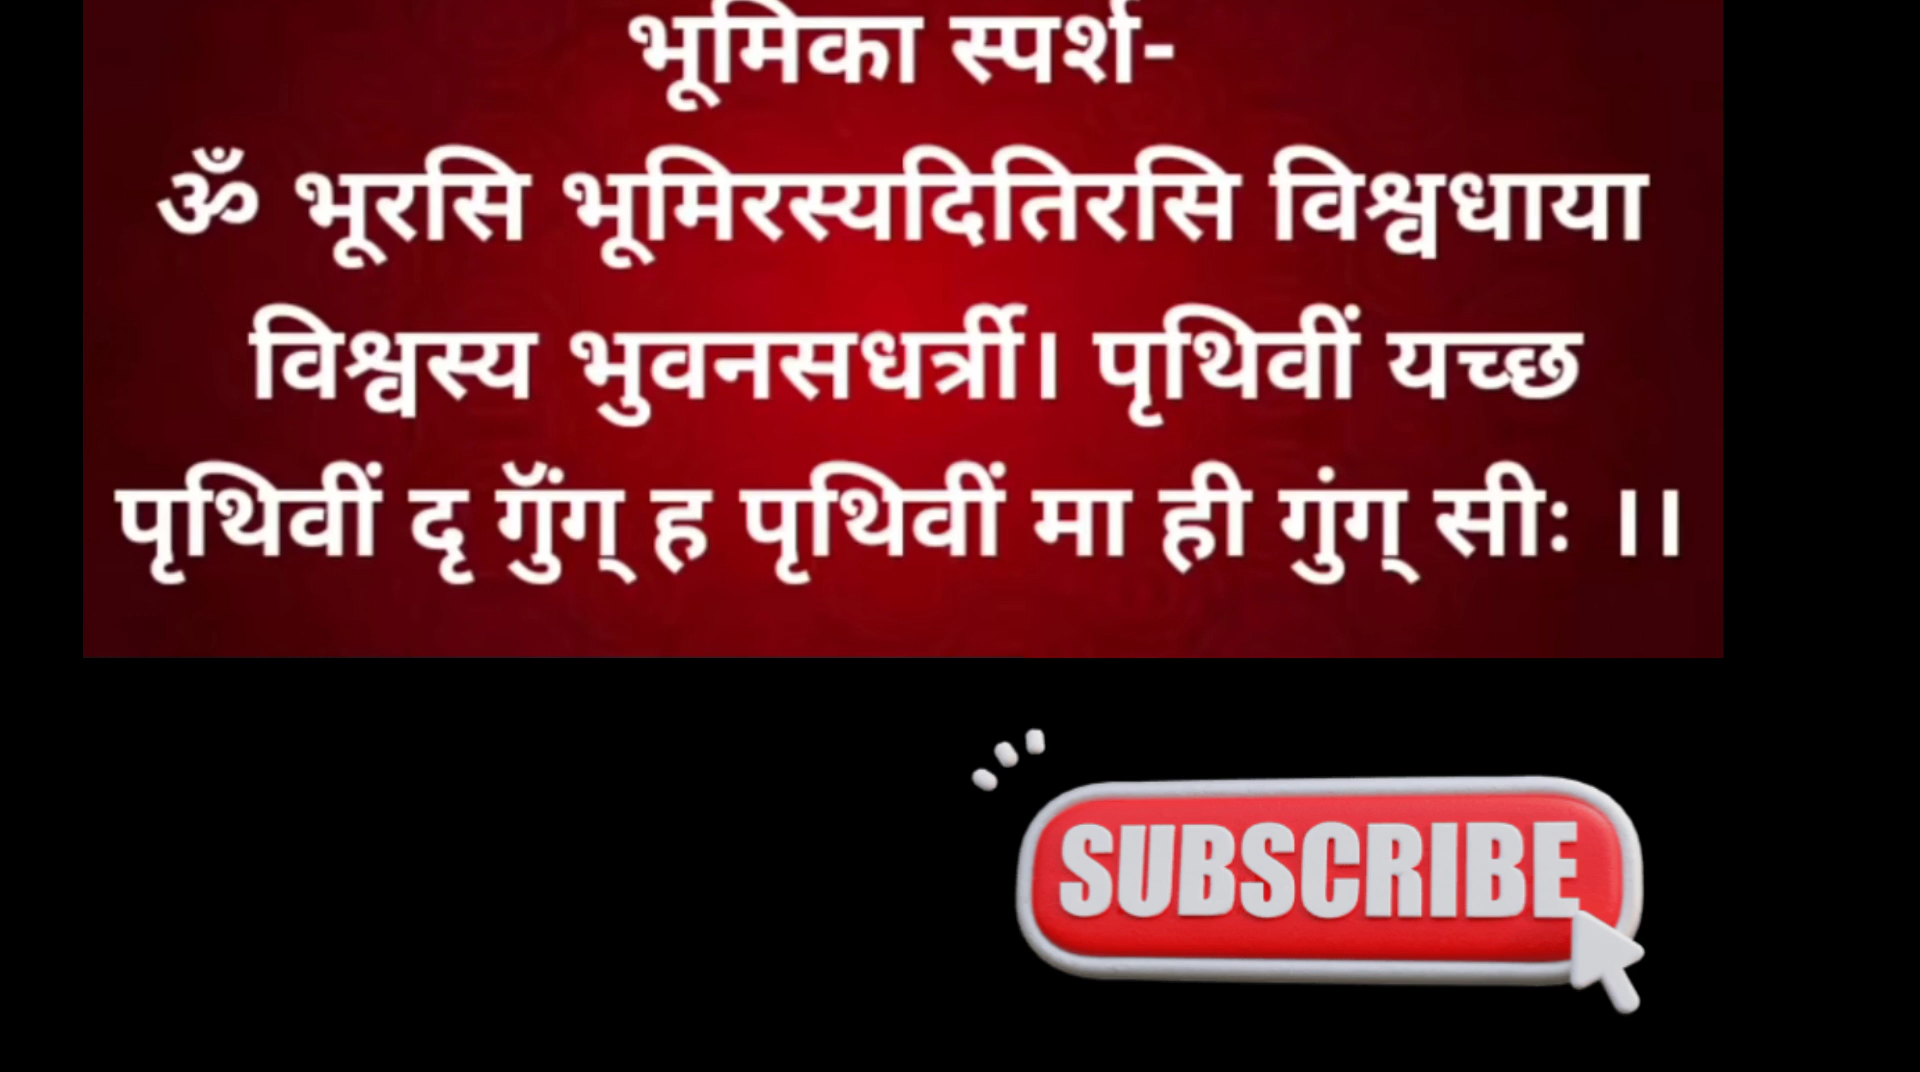 भूमिका स्पर्श-
ॐ भूरसि भूमिरस्यदितिरसि विश्वधाया
विश्वस्य भुवनसधर्त्री। पृथिवीं यच्छ
पृथिवीं दृ गुॅंग् ह पृथिवीं मा ही गुंग् सीः ।।
SUBSCRIBE